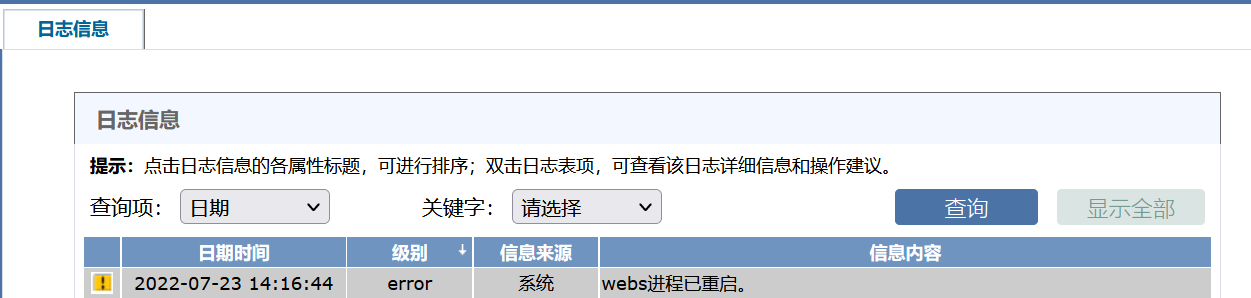 日志信息
日志信息
提示：点击日志信息的各属性标题，可进行排序；双击日志表项，可查看该日志详细信息和操作建议。
查询项： 日期 关键字： 请选择 查询 显示全部
日期时间 级别 信息来源 信息内容
2022-07-23 14:16:44 error 系统 webs进程已重启。